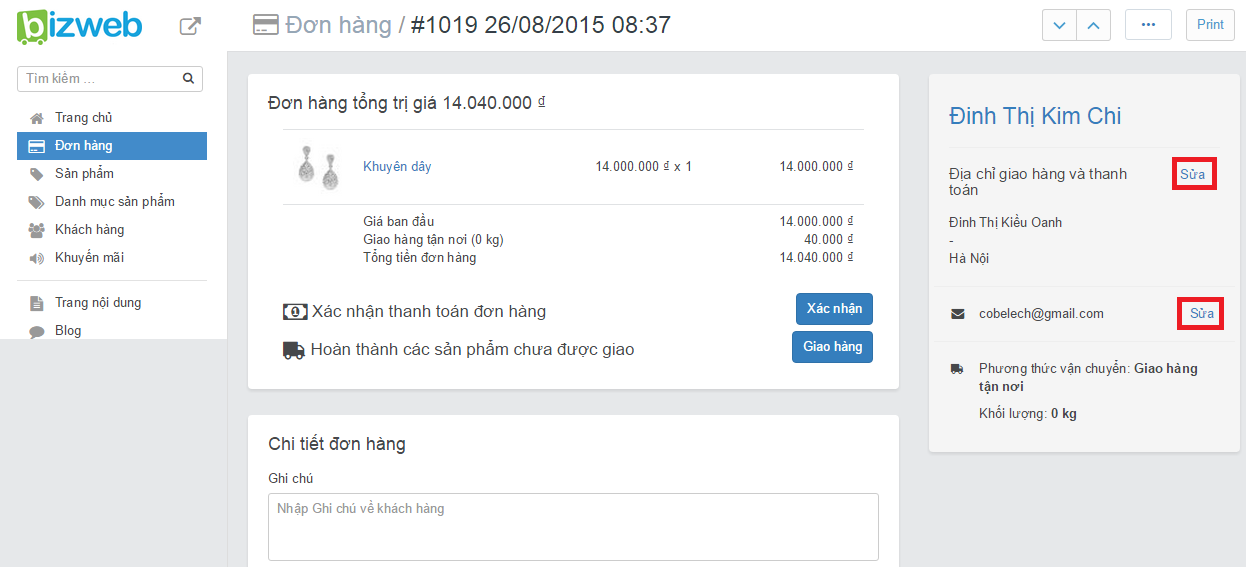 bizweb
Đơn hàng / #1019 26/08/2015 08:37
Print
Tìm kiếm ...
Trang chủ
Đơn hàng
Sản phẩm
Danh mục sản phẩm
Khách hàng
Khuyến mãi
Trang nội dung
Blog
Đơn hàng tổng trị giá 14.040.000 ₫
Khuyên dây 14.000.000 ₫ x 1 14.000.000 ₫
Giá ban đầu 14.000.000 ₫
Giao hàng tận nơi (0 kg) 40.000 ₫
Tổng tiền đơn hàng 14.040.000 ₫
Xác nhận thanh toán đơn hàng Xác nhận
Hoàn thành các sản phẩm chưa được giao Giao hàng
Chi tiết đơn hàng
Ghi chú
Nhập Ghi chú về khách hàng
Đinh Thị Kim Chi
Địa chỉ giao hàng và thanh Sửa
toán
Đinh Thị Kiều Oanh
-
Hà Nội
cobelech@gmail.com Sửa
Phương thức vận chuyển: Giao hàng
tận nơi
Khối lượng: 0 kg